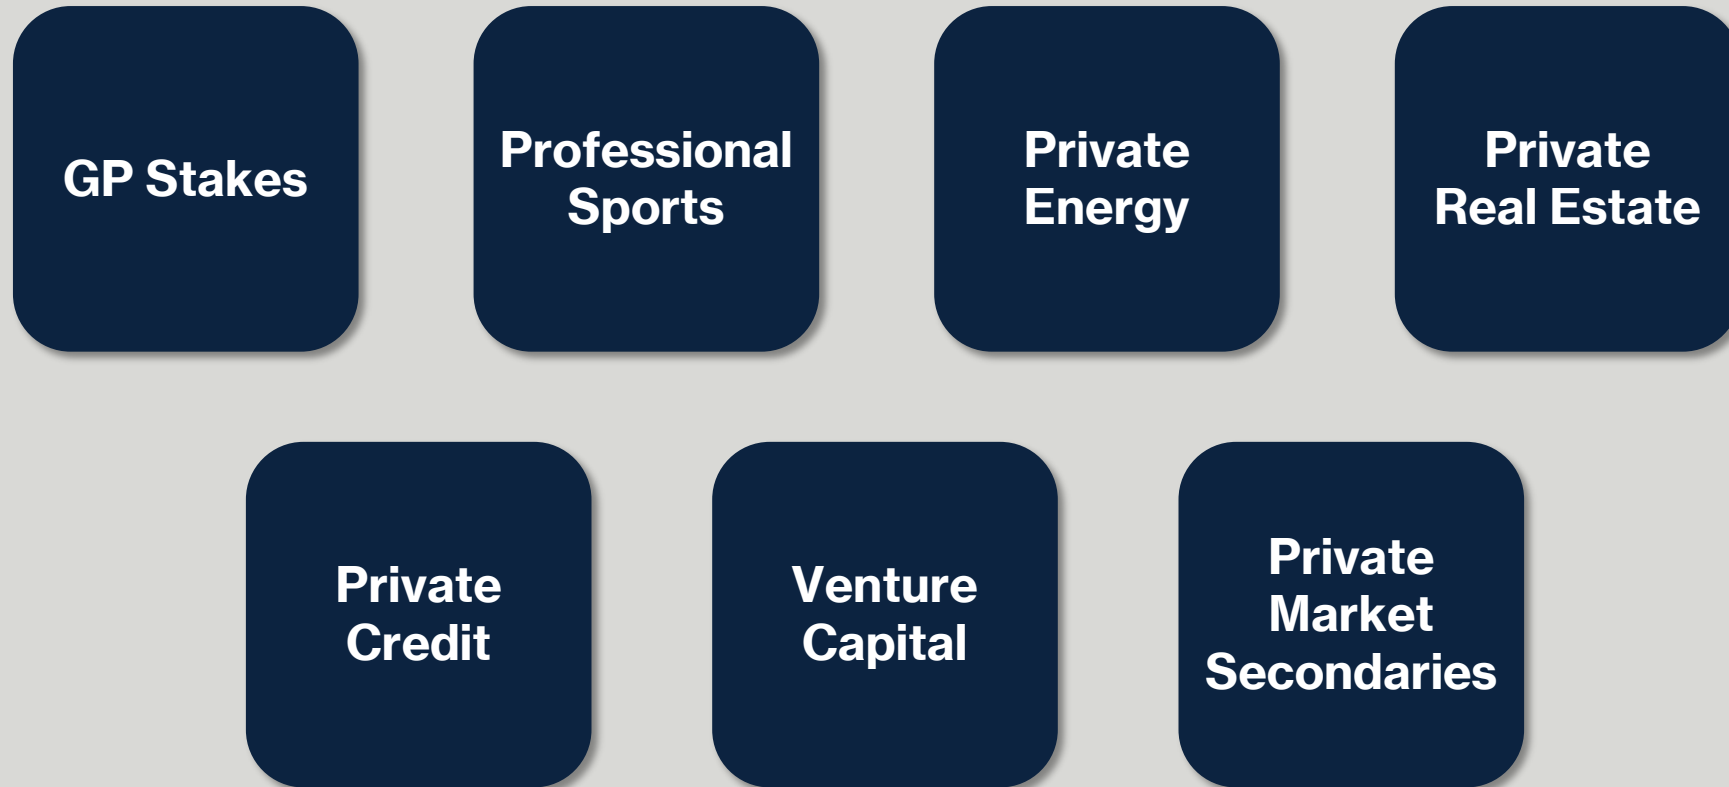 GP Stakes
Professional
Sports
Private
Energy
Private
Real Estate
Private
Credit
Venture
Capital
Private
Market
Secondaries